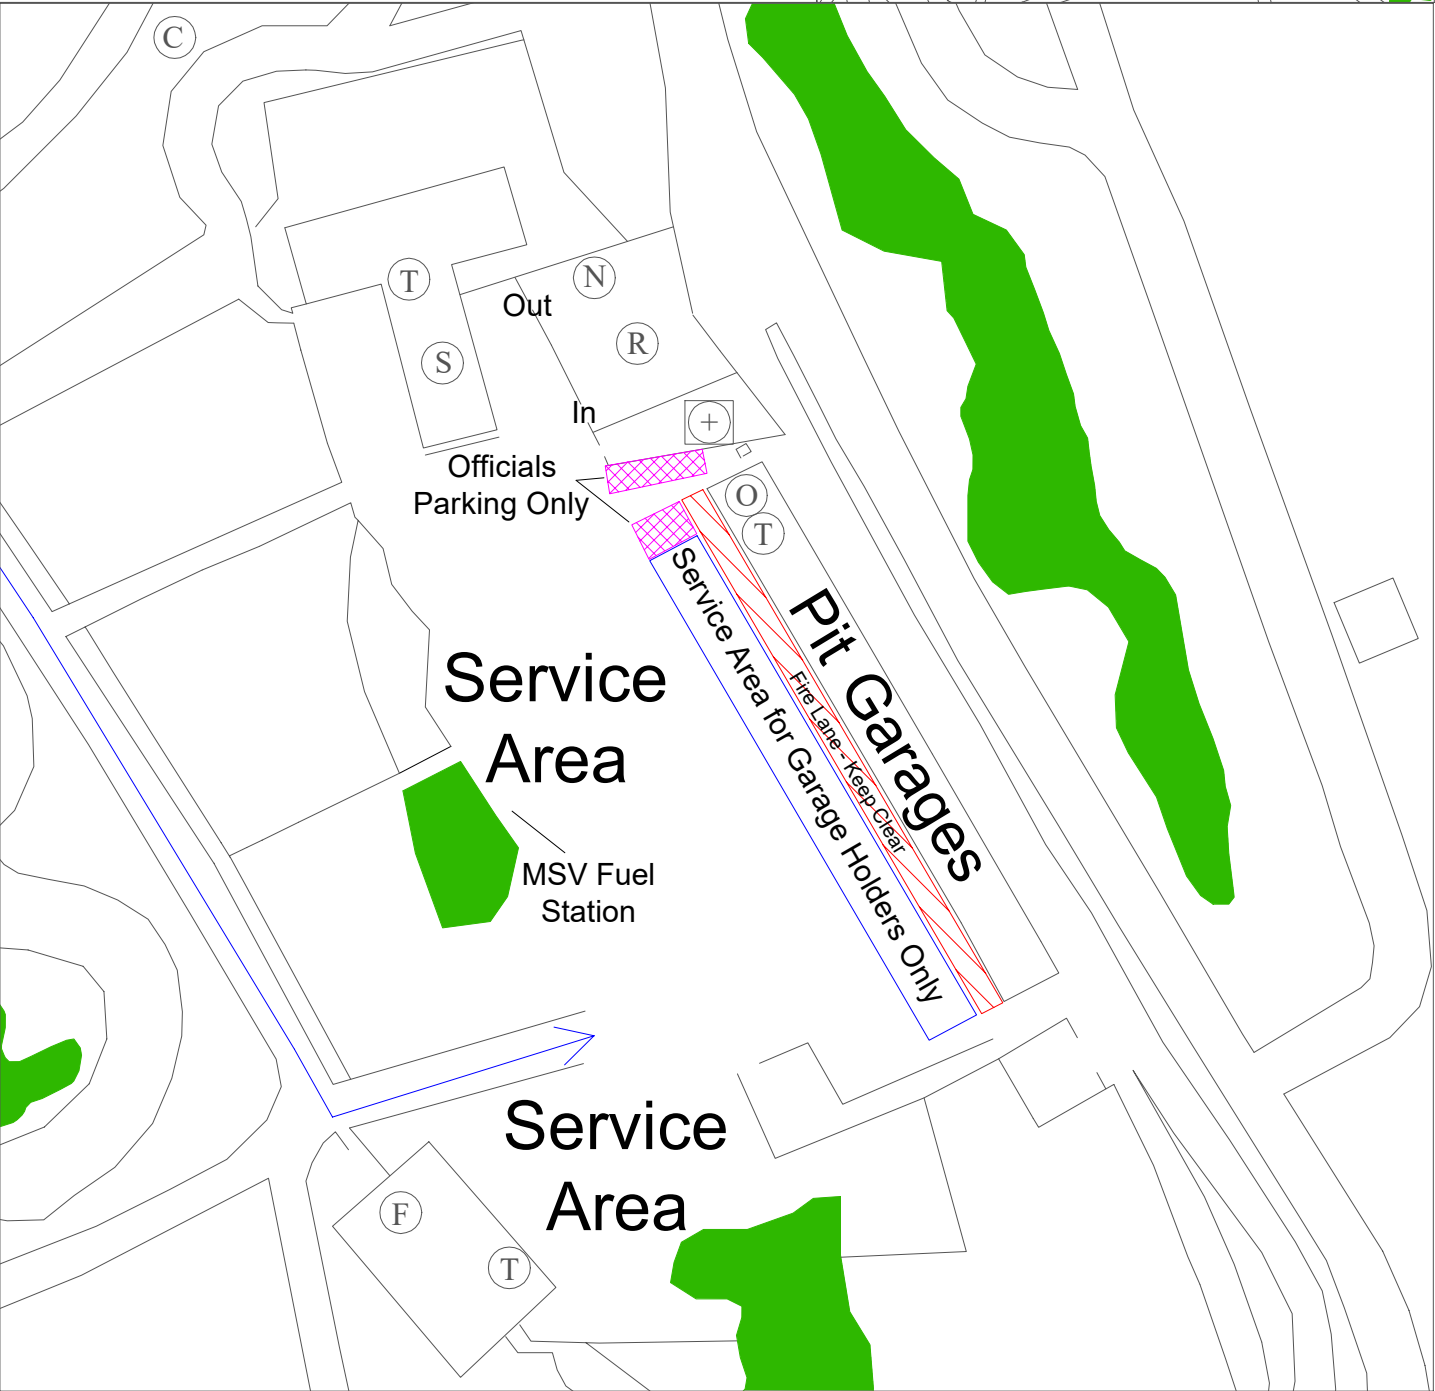 C
T
N
Out
S
R
In
+
Officials
Parking Only
O
T
Service Area for Garage Holders Only
Fire Lane - Keep Clear
Pit Garages
Service
Area
MSV Fuel
Station
Service
Area
F
T